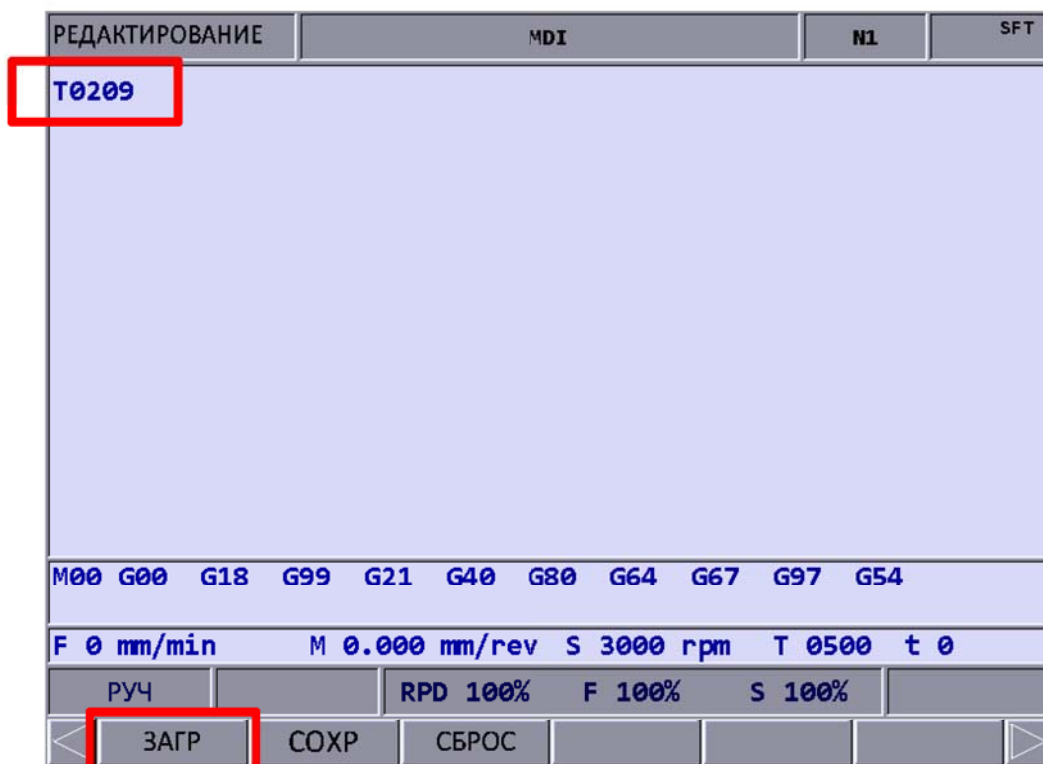 РЕДАКТИРОВАНИЕ MDI N1 SFT
T0209
M00 G00 G18 G99 G21 G40 G80 G64 G67 G97 G54
F 0 mm/min M 0.000 mm/rev S 3000 rpm T 0500 t 0
РУЧ RPD 100% F 100% S 100%
ЗАГР СОХР СБРОС